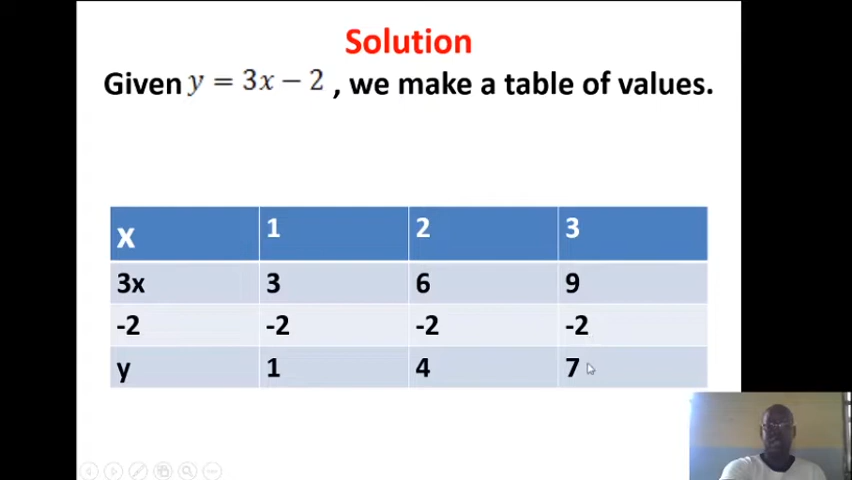 Solution
Given y = 3x − 2 , we make a table of values.
x 1 2 3
3x 3 6 9
-2 -2 -2 -2
y 1 4 7